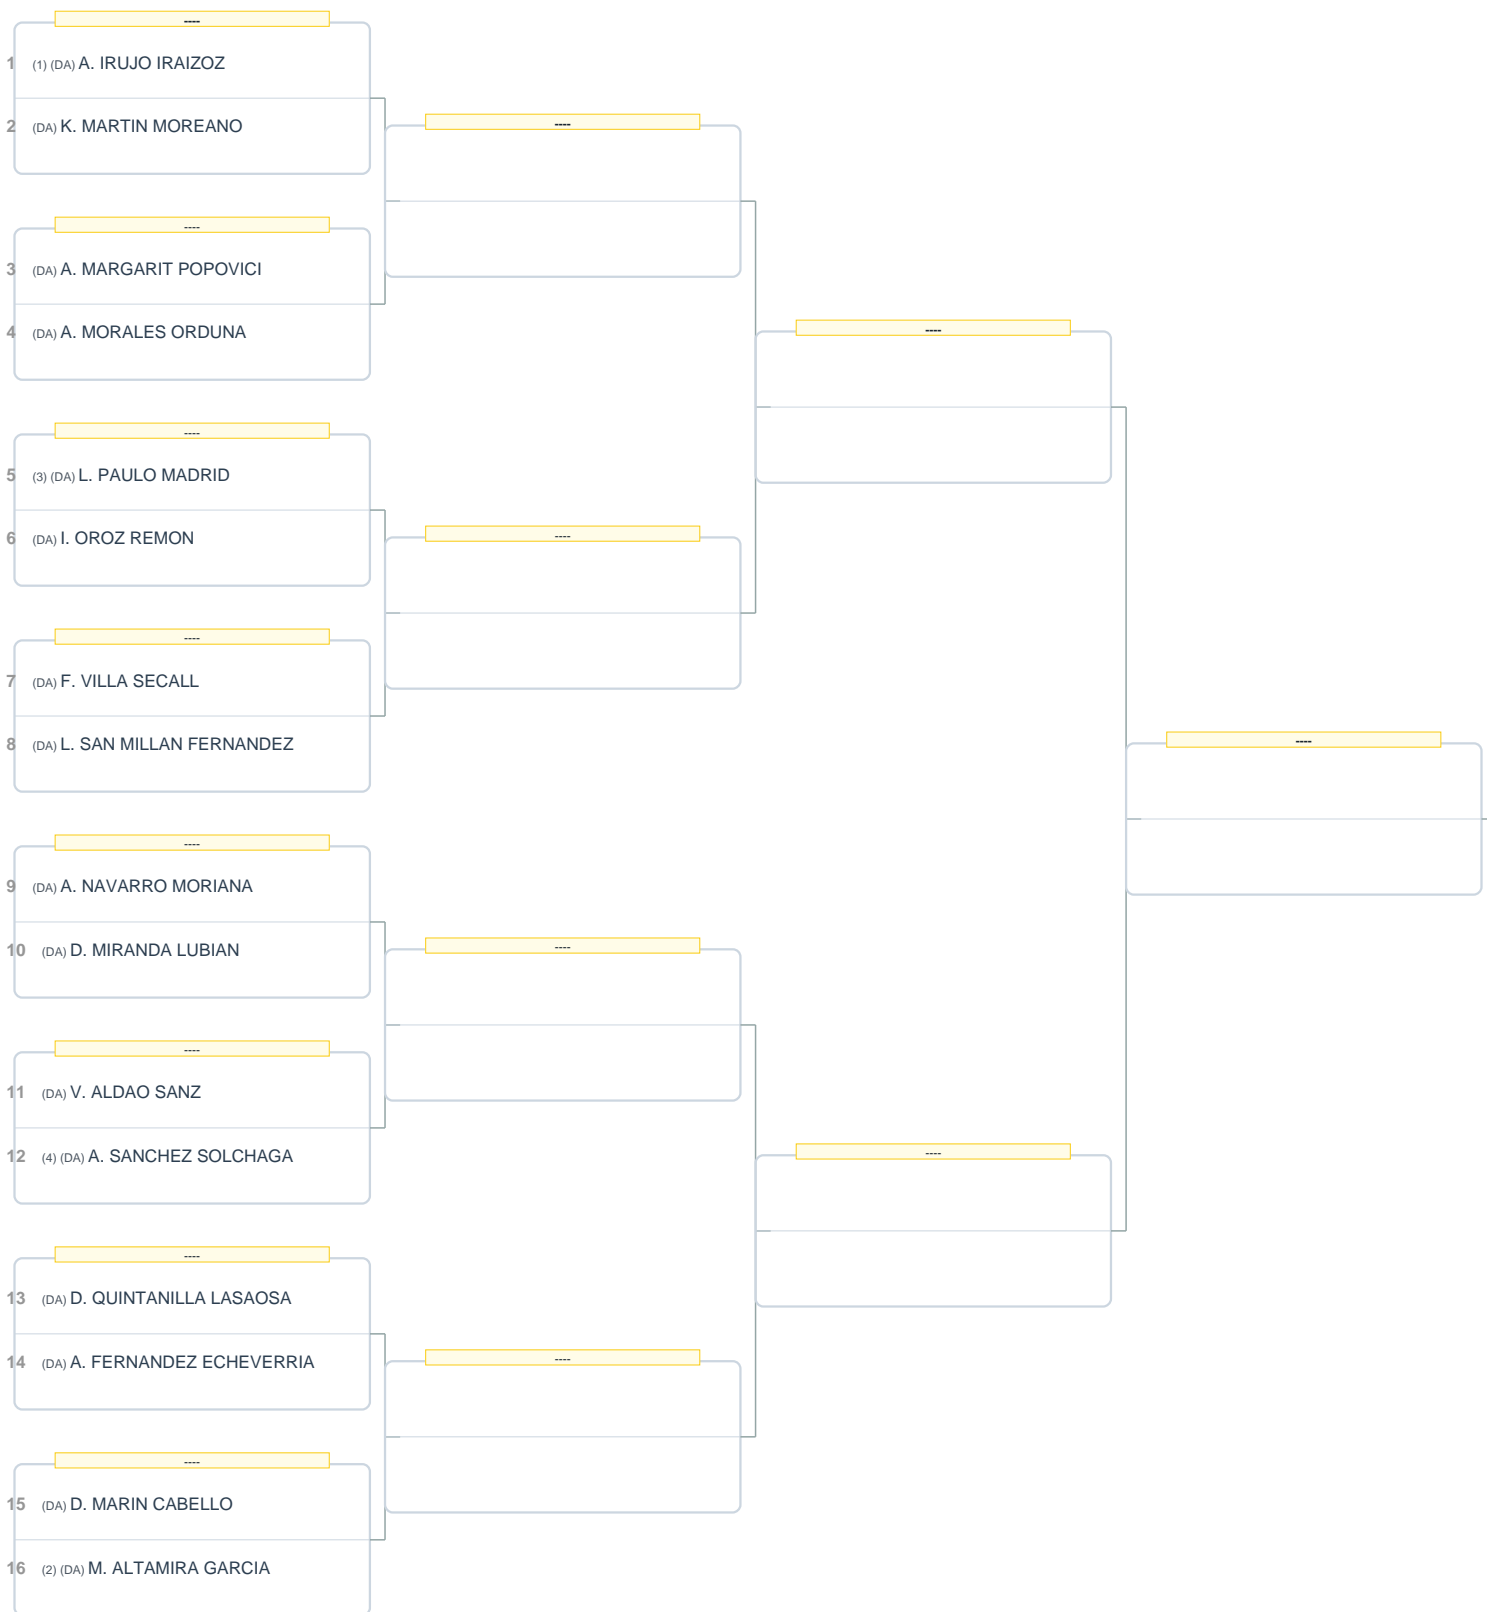 ----
1 (1) (DA) A. IRUJO IRAIZOZ
2 (DA) K. MARTIN MOREANO
----
----
3 (DA) A. MARGARIT POPOVICI
4 (DA) A. MORALES ORDUNA
----
----
5 (3) (DA) L. PAULO MADRID
6 (DA) I. OROZ REMON
----
----
7 (DA) F. VILLA SECALL
8 (DA) L. SAN MILLAN FERNANDEZ
----
----
9 (DA) A. NAVARRO MORIANA
10 (DA) D. MIRANDA LUBIAN
----
----
11 (DA) V. ALDAO SANZ
12 (4) (DA) A. SANCHEZ SOLCHAGA
----
----
13 (DA) D. QUINTANILLA LASAOSA
14 (DA) A. FERNANDEZ ECHEVERRIA
----
----
15 (DA) D. MARIN CABELLO
16 (2) (DA) M. ALTAMIRA GARCIA